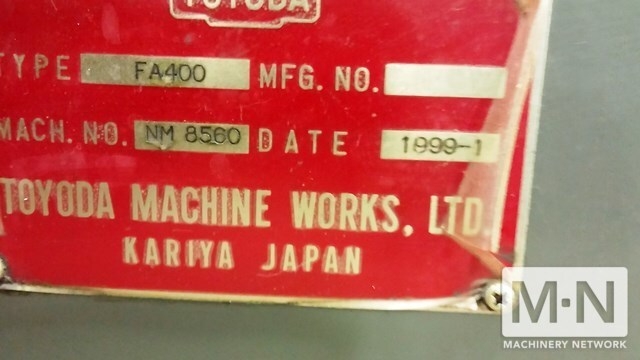 TOYODA
TYPE FA400 MFG. NO.
MACH. NO. NM 8560 DATE 1999-1
TOYODA MACHINE WORKS, LTD
KARIYA JAPAN
M·N
MACHINERY NETWORK